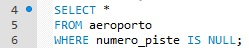 4 SELECT *
5 FROM aeroporto
6 WHERE numero_piste IS NULL;